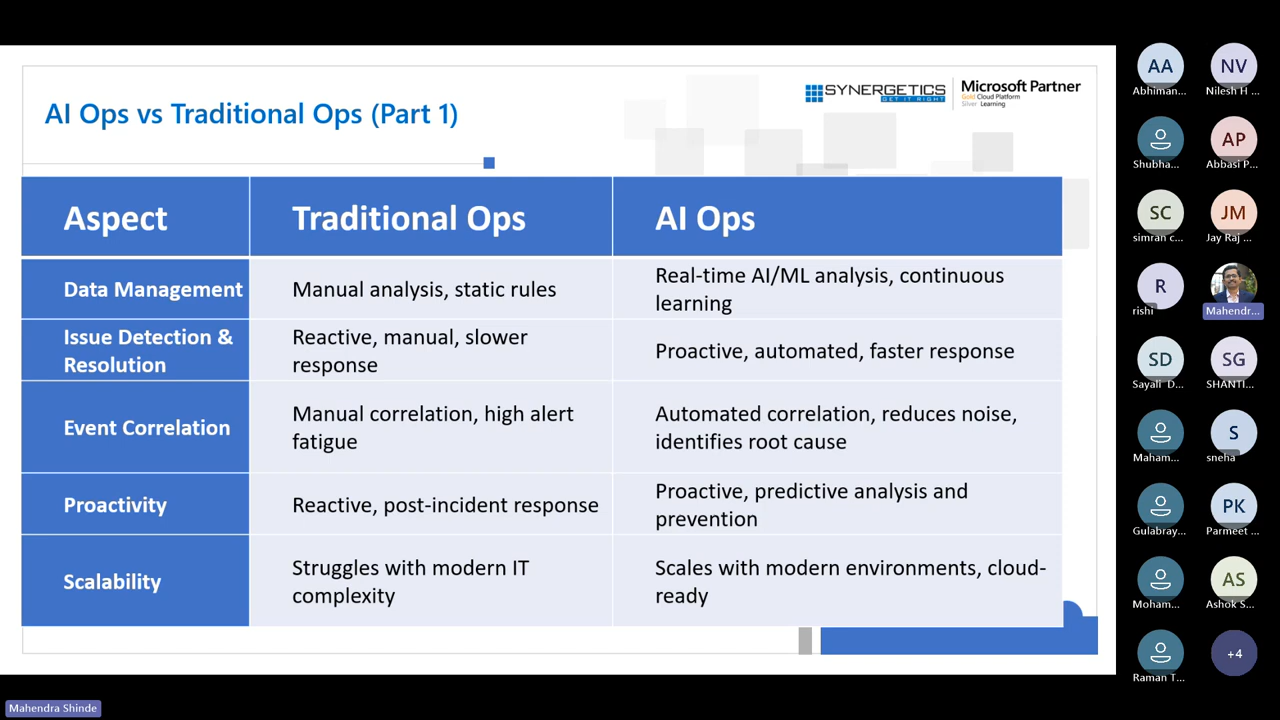 AI Ops vs Traditional Ops (Part 1)
SYNERGETICS
GET IT RIGHT
Microsoft Partner
Gold Cloud Platform
Silver Learning
Aspect
Traditional Ops
AI Ops
Data Management
Manual analysis, static rules
Real-time AI/ML analysis, continuous
learning
Issue Detection &
Resolution
Reactive, manual, slower
response
Proactive, automated, faster response
Event Correlation
Manual correlation, high alert
fatigue
Automated correlation, reduces noise,
identifies root cause
Proactivity
Reactive, post-incident response
Proactive, predictive analysis and
prevention
Scalability
Struggles with modern IT
complexity
Scales with modern environments, cloud-
ready
AA
Abhiman...
NV
Nilesh H ...
Shubha...
AP
Abbasi P...
SC
simran c...
JM
Jay Raj ...
R
rishi
Mahendr...
SD
Sayali D...
SG
SHANTI...
Maham...
S
sneha
Gulabray...
PK
Parmeet ...
Moham...
AS
Ashok S...
Raman T...
+4
Mahendra Shinde